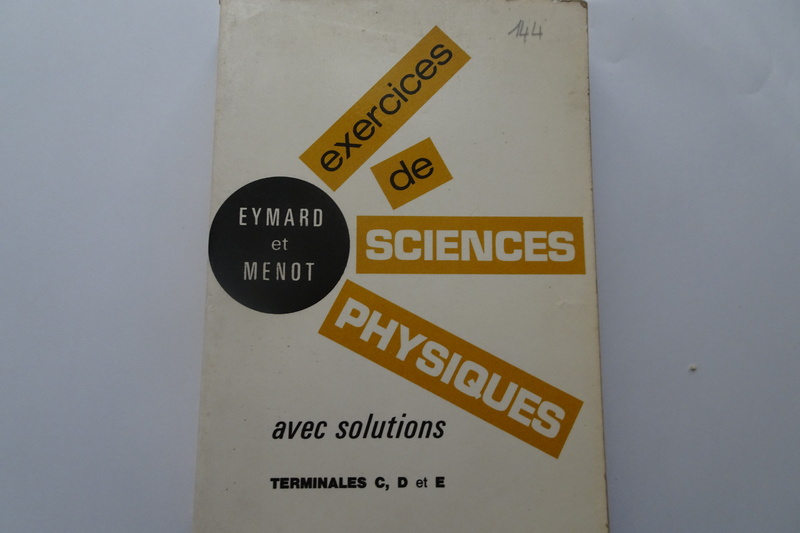 144
exercices
de
EYMARD
et
MENOT
SCIENCES
PHYSIQUES
avec solutions
TERMINALES C, D et E